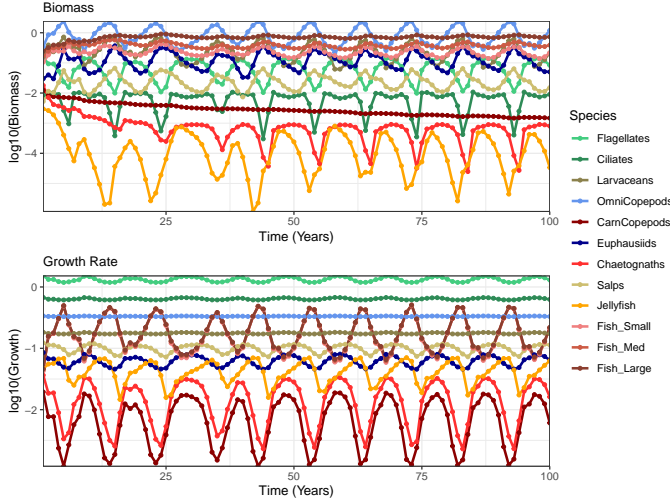 Biomass
log10(Biomass)
0
−2
−4
25
50
75
100
Time (Years)
Growth Rate
log10(Growth)
0
−1
−2
25
50
75
100
Time (Years)
Species
Flagellates
Ciliates
Larvaceans
OmniCopepods
CarnCopepods
Euphausiids
Chaetognaths
Salps
Jellyfish
Fish_Small
Fish_Med
Fish_Large